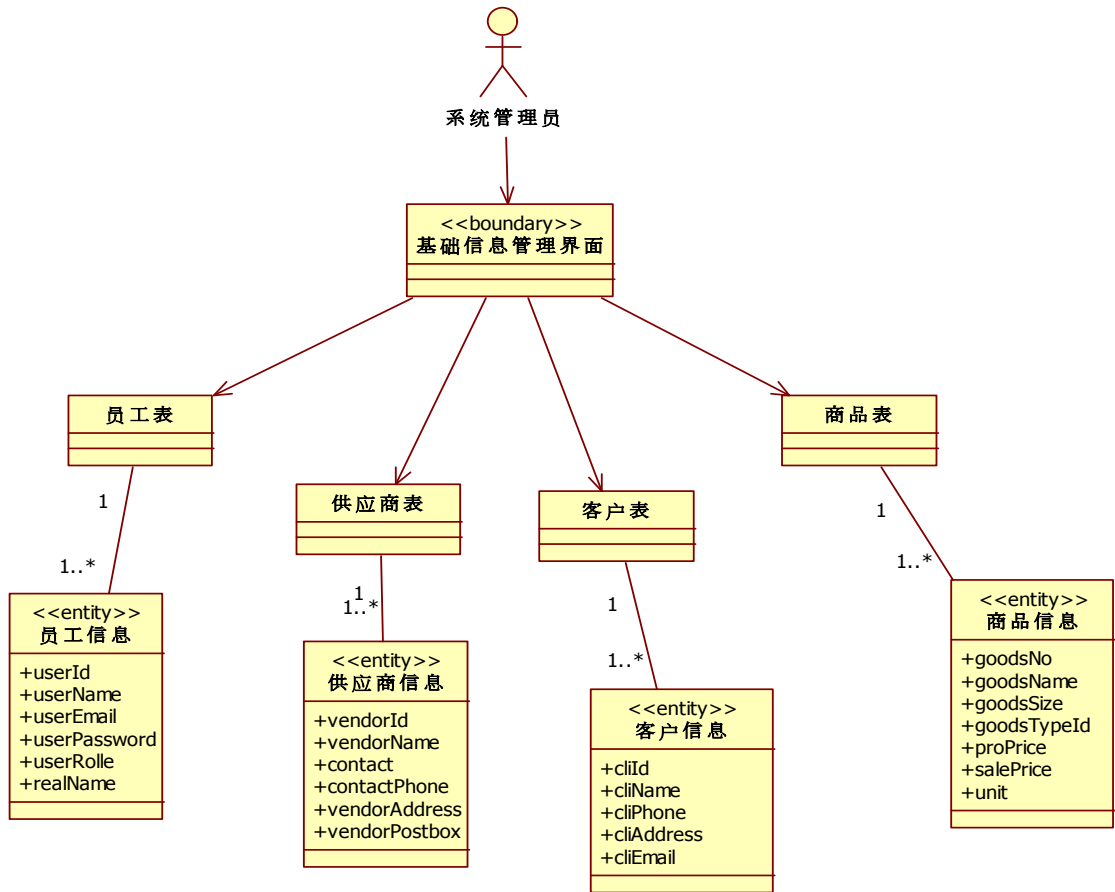 系统管理员
<<boundary>>
基础信息管理界面
员工表
商品表
供应商表
客户表
1
1..*
1
1..*
1
1..*
1
1..*
<<entity>>
员工信息
+userId
+userName
+userEmail
+userPassword
+userRolle
+realName
<<entity>>
供应商信息
+vendorId
+vendorName
+contact
+contactPhone
+vendorAddress
+vendorPostbox
<<entity>>
客户信息
+cliId
+cliName
+cliPhone
+cliAddress
+cliEmail
<<entity>>
商品信息
+goodsNo
+goodsName
+goodsSize
+goodsTypeId
+proPrice
+salePrice
+unit